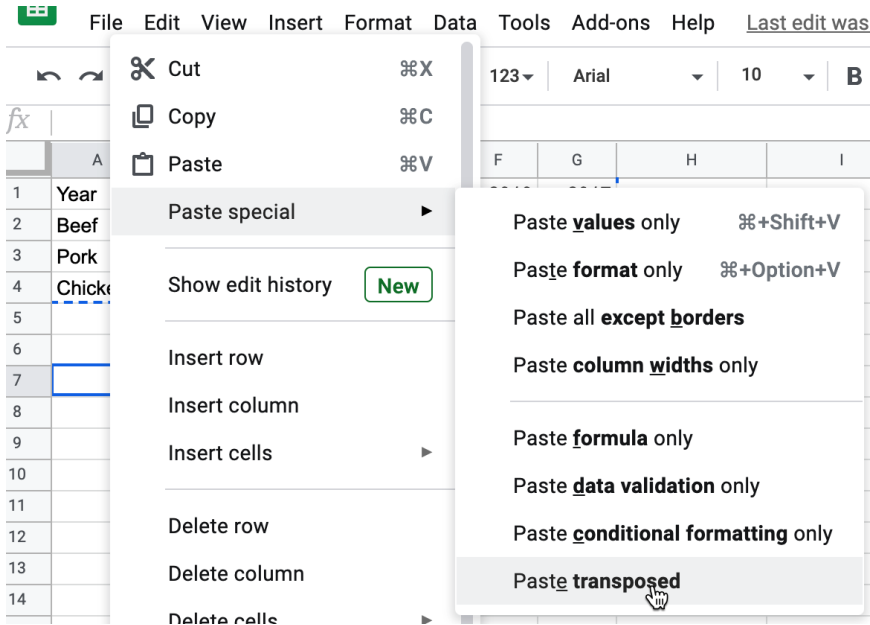 File Edit View Insert Format Data Tools Add-ons Help Last edit was
Cut ⌘X
123 Arial 10 B
Copy ⌘C
fx
Paste ⌘V
A F G H I
1 Year
Paste special
Paste values only ⌘+Shift+V
2 Beef
3 Pork
Paste format only ⌘+Option+V
Show edit history New
4 Chicke
5
Paste all except borders
6
Insert row
Paste column widths only
7
8
Insert column
9
Insert cells
Paste formula only
10
11
Paste data validation only
12
Delete row
Paste conditional formatting only
13
Delete column
Paste transposed
14
Delete cells